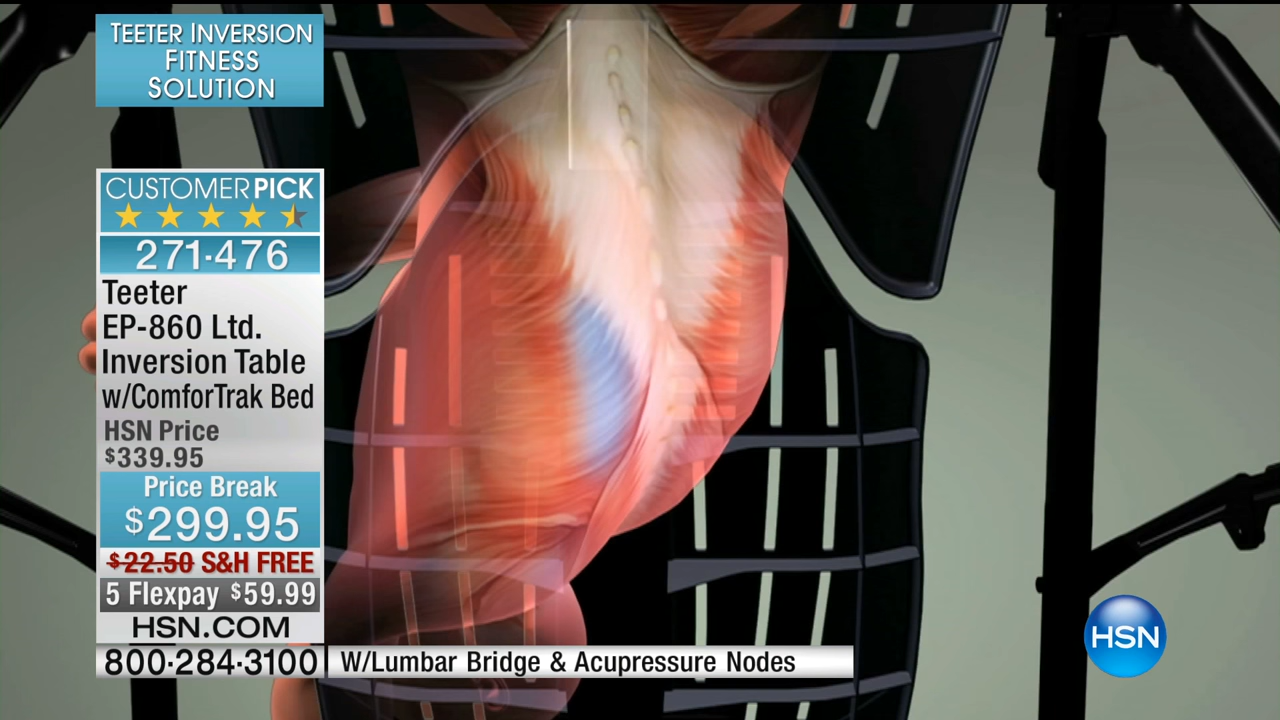 TEETER INVERSION
FITNESS
SOLUTION
CUSTOMER PICK
271·476
Teeter
EP-860 Ltd.
Inversion Table
w/ComforTrak Bed
HSN Price
$339.95
Price Break
$299.95
$22.50 S&H FREE
5 Flexpay $59.99
HSN.COM
800·284·3100
W/Lumbar Bridge & Acupressure Nodes
HSN